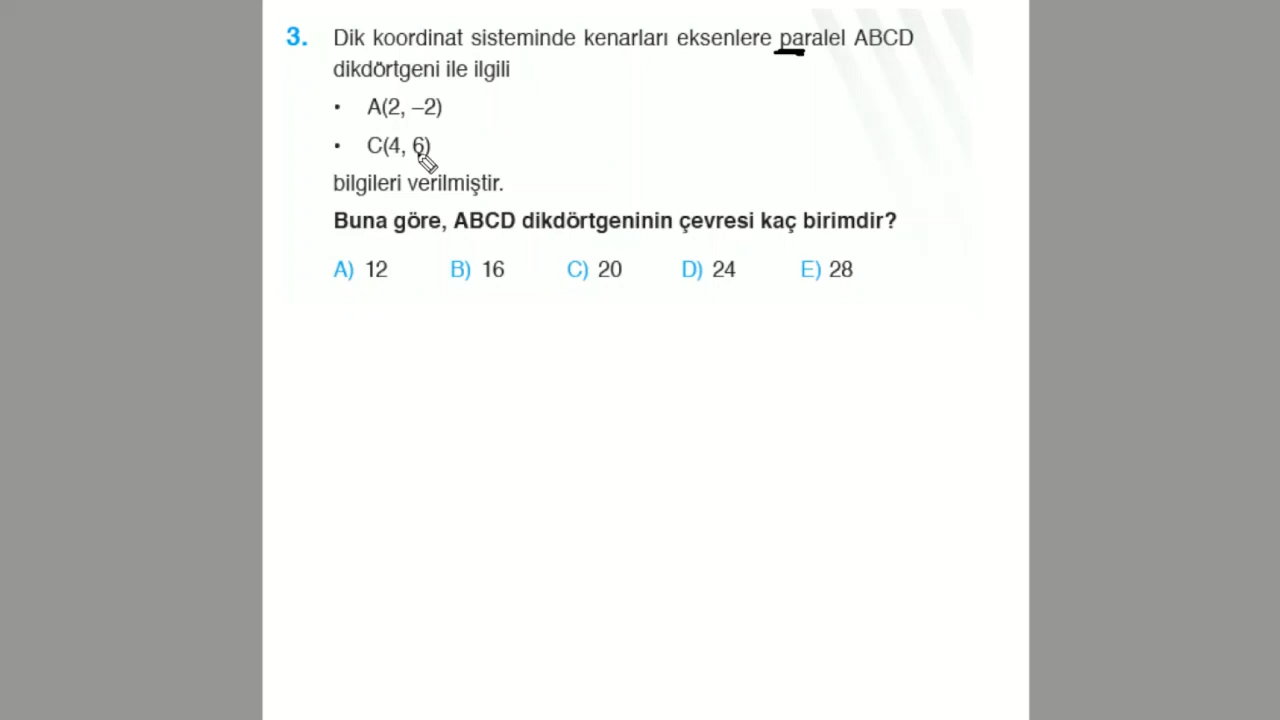 3. Dik koordinat sisteminde kenarları eksenlere paralel ABCD
dikdörtgeni ile ilgili
• A(2, –2)
• C(4, 6)
bilgileri verilmiştir.
Buna göre, ABCD dikdörtgeninin çevresi kaç birimdir?
A) 12 B) 16 C) 20 D) 24 E) 28